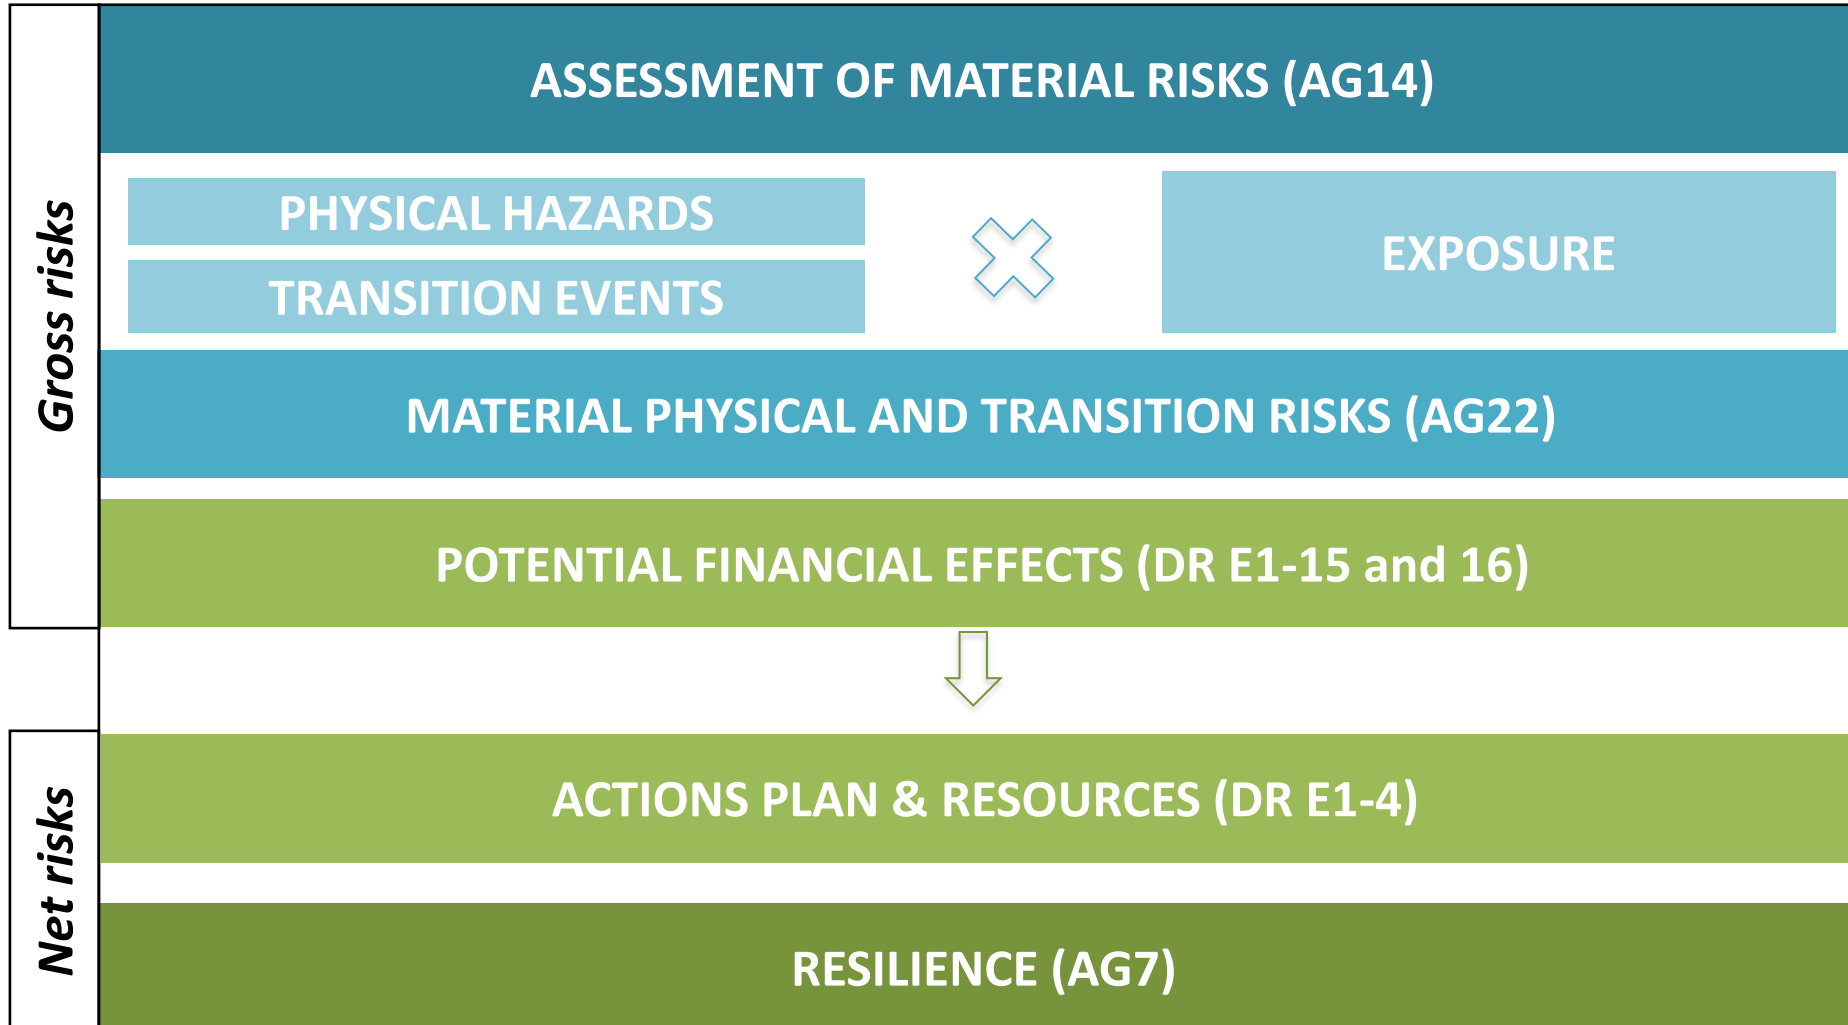 Gross risks
ASSESSMENT OF MATERIAL RISKS (AG14)
PHYSICAL HAZARDS
TRANSITION EVENTS
EXPOSURE
MATERIAL PHYSICAL AND TRANSITION RISKS (AG22)
POTENTIAL FINANCIAL EFFECTS (DR E1-15 and 16)
Net risks
ACTIONS PLAN & RESOURCES (DR E1-4)
RESILIENCE (AG7)